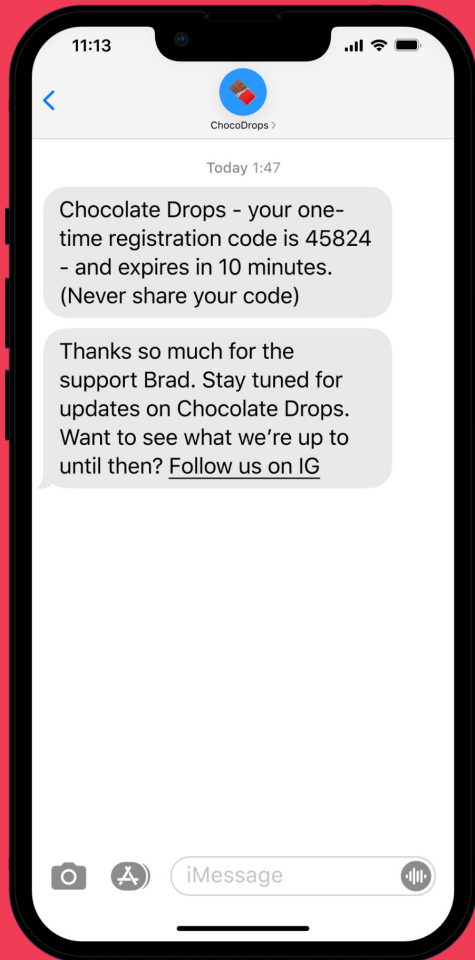 11:13
ChocoDrops >
Today 1:47
Chocolate Drops - your one-
time registration code is 45824
- and expires in 10 minutes.
(Never share your code)
Thanks so much for the
support Brad. Stay tuned for
updates on Chocolate Drops.
Want to see what we’re up to
until then? Follow us on IG
iMessage